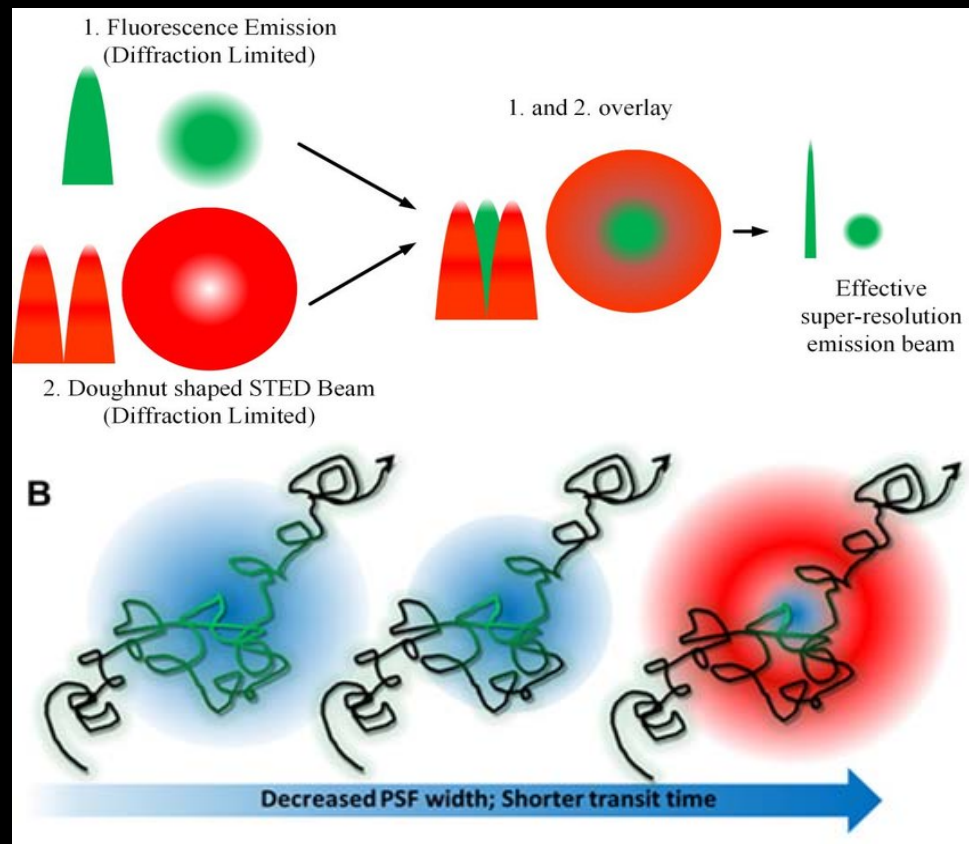 1. Fluorescence Emission
(Diffraction Limited)
1. and 2. overlay
Effective
super-resolution
emission beam
2. Doughnut shaped STED Beam
(Diffraction Limited)
B
Decreased PSF width; Shorter transit time